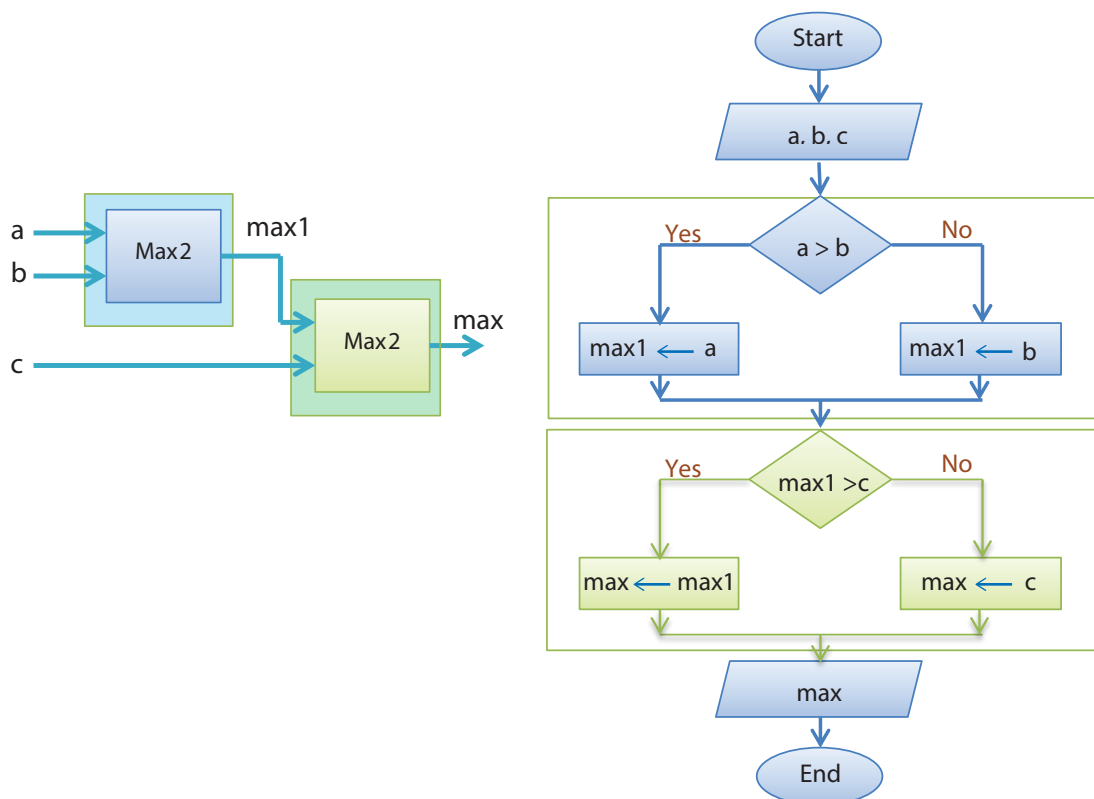 a
b
c
Max2
max1
Max2
max
Start
a. b. c
a > b
Yes
No
max1 ← a
max1 ← b
max1 >c
Yes
No
max ← max1
max ← c
max
End